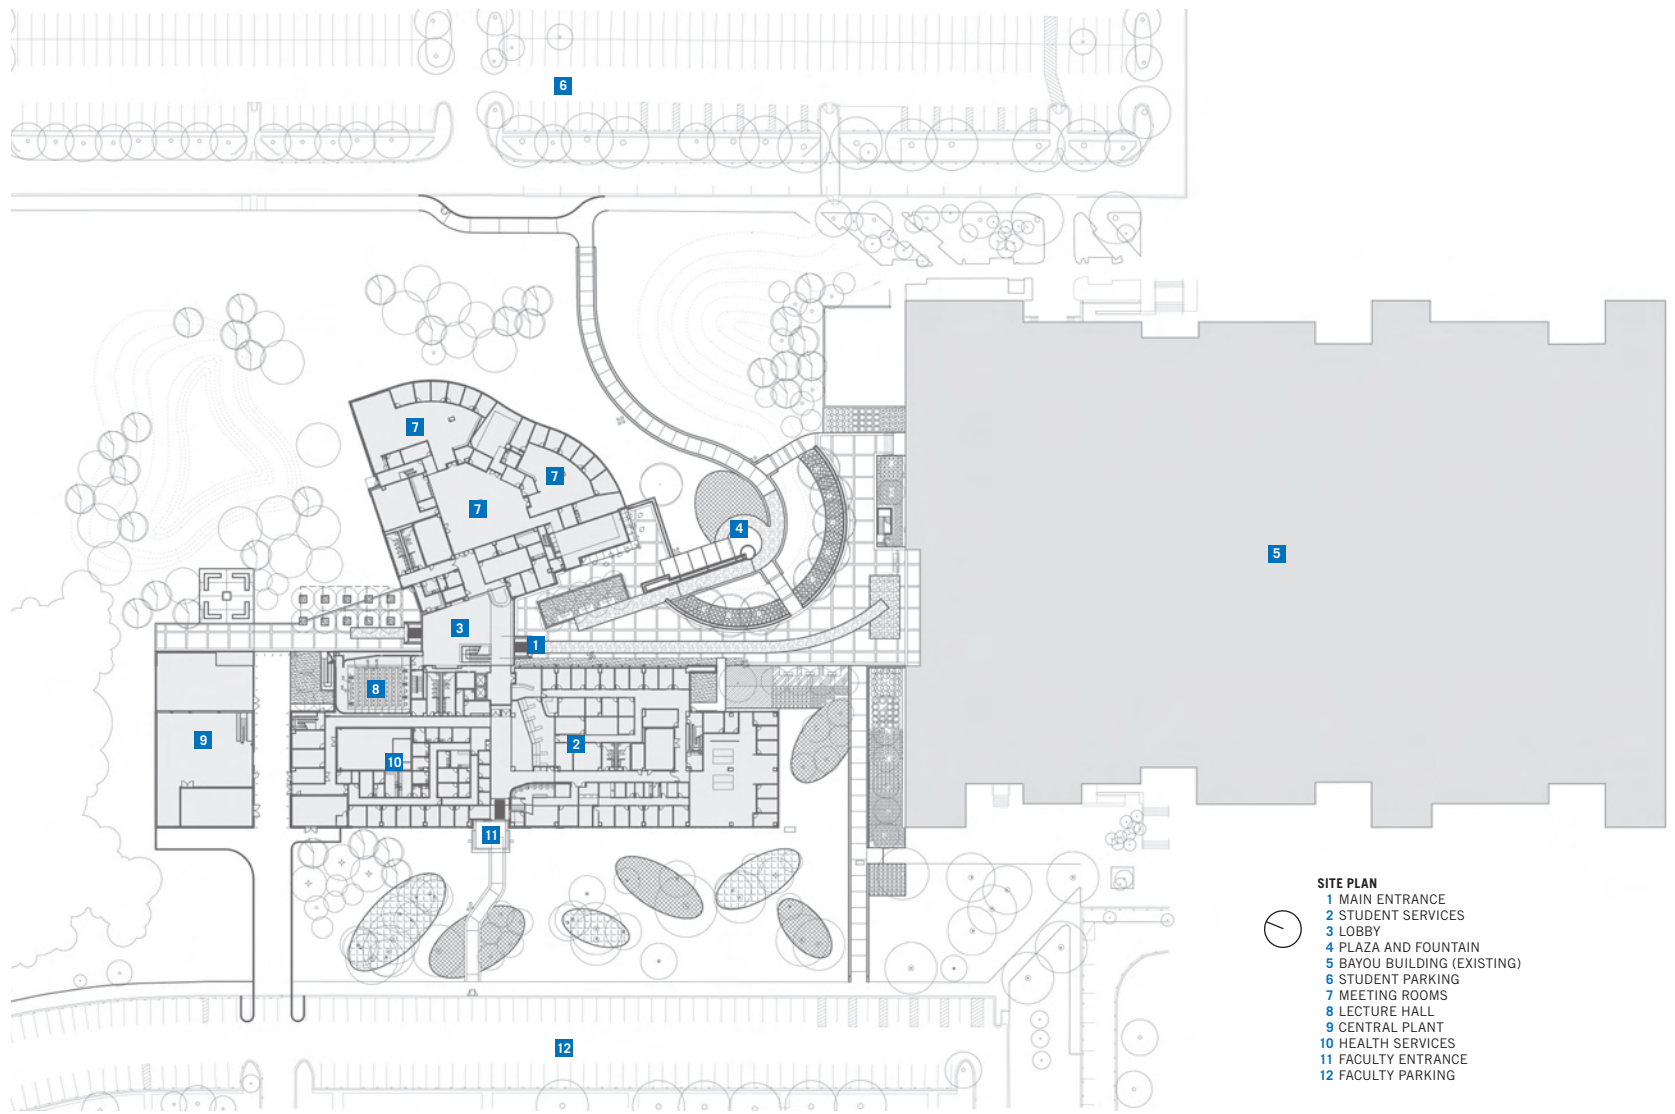 6
7
7
7
4
5
3
1
8
9
2
10
11
12
SITE PLAN
1 MAIN ENTRANCE
2 STUDENT SERVICES
3 LOBBY
4 PLAZA AND FOUNTAIN
5 BAYOU BUILDING (EXISTING)
6 STUDENT PARKING
7 MEETING ROOMS
8 LECTURE HALL
9 CENTRAL PLANT
10 HEALTH SERVICES
11 FACULTY ENTRANCE
12 FACULTY PARKING